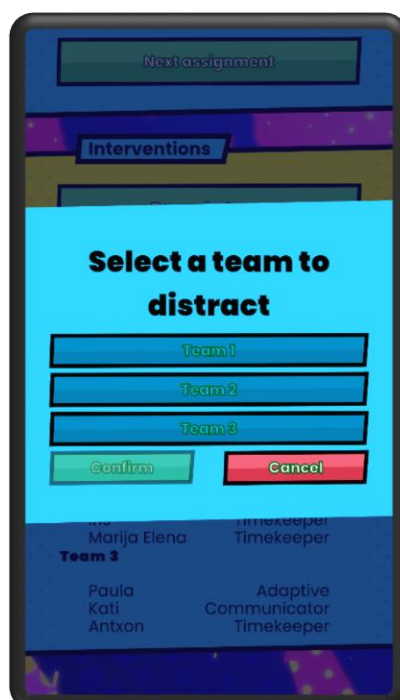 Next assignment
Interventions
Select a team to
distract
Team 1
Team 2
Team 3
Confirm Cancel
Timekeeper
Marija Elena Timekeeper
Team 3
Paula Adaptive
Kati Communicator
Antxon Timekeeper